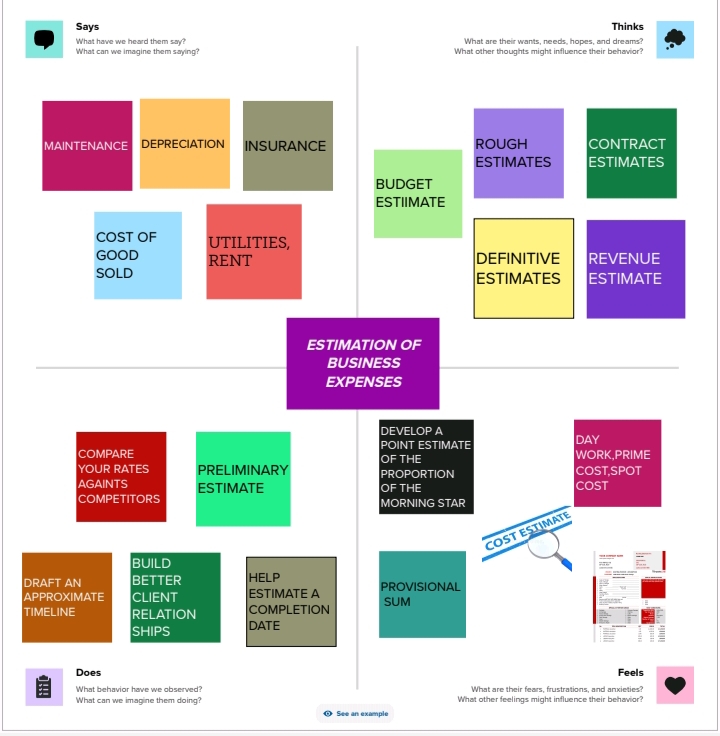 Says
What have we heard them say?
What can we imagine them saying?
Thinks
What are their wants, needs, hopes, and dreams?
What other thoughts might influence their behavior?
MAINTENANCE
DEPRECIATION
INSURANCE
COST OF
GOOD
SOLD
UTILITIES,
RENT
BUDGET
ESTIIMATE
ROUGH
ESTIMATES
CONTRACT
ESTIMATES
DEFINITIVE
ESTIMATES
REVENUE
ESTIMATE
ESTIMATION OF
BUSINESS
EXPENSES
COMPARE
YOUR RATES
AGAINTS
COMPETITORS
PRELIMINARY
ESTIMATE
DRAFT AN
APPROXIMATE
TIMELINE
BUILD
BETTER
CLIENT
RELATION
SHIPS
HELP
ESTIMATE A
COMPLETION
DATE
DEVELOP A
POINT ESTIMATE
OF THE
PROPORTION
OF THE
MORNING STAR
DAY
WORK,PRIME
COST,SPOT
COST
COST ESTIMATE
PROVISIONAL
SUM
Does
What behavior have we observed?
What can we imagine them doing?
See an example
Feels
What are their fears, frustrations, and anxieties?
What other feelings might influence their behavior?